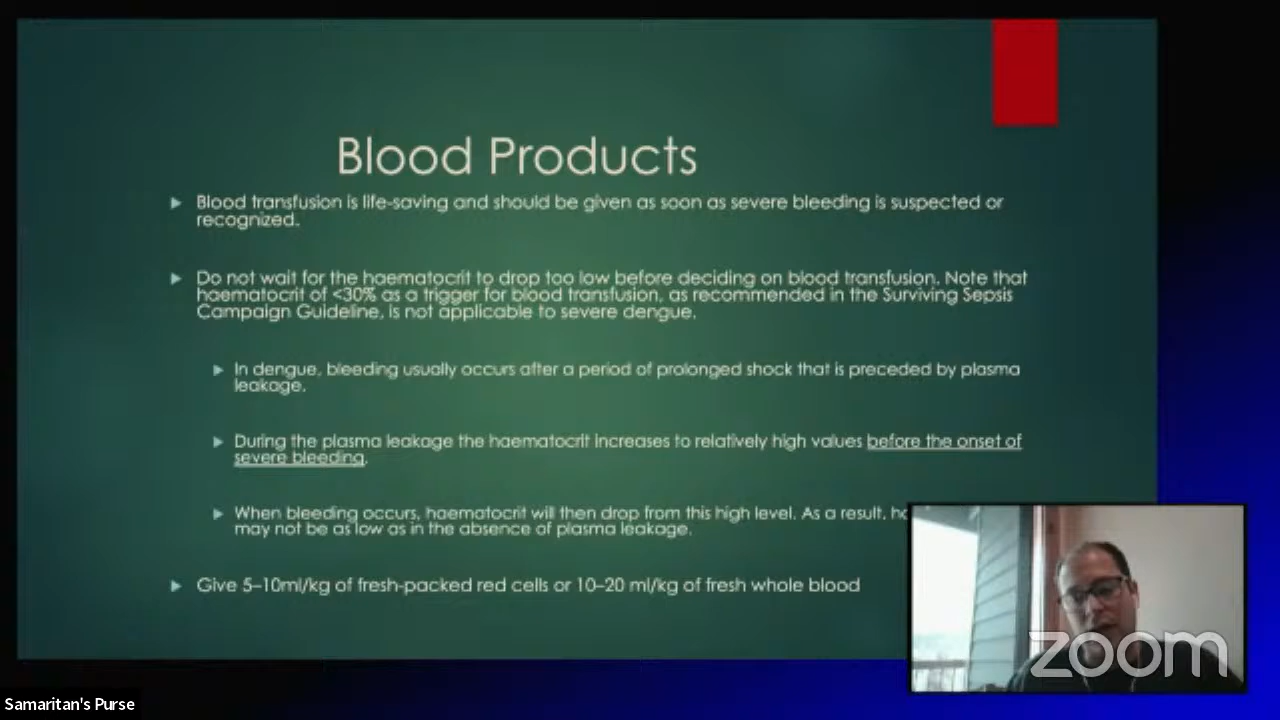 Blood Products
Blood transfusion is life-saving and should be given as soon as severe bleeding is suspected or
recognized.
Do not wait for the haematocrit to drop too low before deciding on blood transfusion. Note that
haematocrit of <30% as a trigger for blood transfusion, as recommended in the Surviving Sepsis
Campaign Guideline, is not applicable to severe dengue.
In dengue, bleeding usually occurs after a period of prolonged shock that is preceded by plasma
leakage.
During the plasma leakage the haematocrit increases to relatively high values before the onset of
severe bleeding.
When bleeding occurs, haematocrit will then drop from this high level. As a result,
may not be as low as in the absence of plasma leakage.
Give 5–10ml/kg of fresh-packed red cells or 10–20 ml/kg of fresh whole blood
zoom
Samaritan's Purse